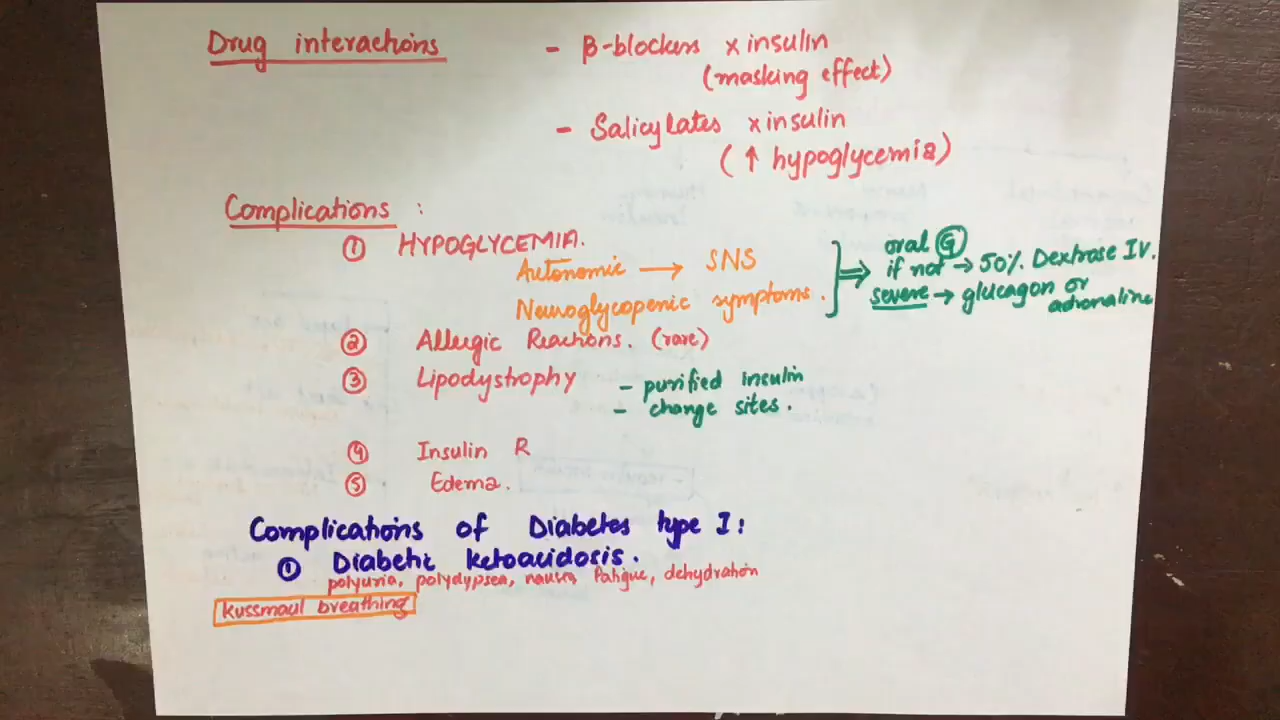 Drug interactions
- β-blockers x insulin
(masking effect)
- Salicylates x insulin
(↑ hypoglycemia)
Complications :
① HYPOGLYCEMIA.
Autonomic → SNS
Neuroglycopenic symptoms.
oral G
if not → 50% Dextrose IV.
severe → glucagon or
adrenaline
② Allergic Reactions. (rare)
③ Lipodystrophy
- purified insulin
- change sites.
④ Insulin R
⑤ Edema.
Complications of Diabetes type I:
① Diabetic ketoacidosis.
polyuria, polydypsea, nausea, Fatigue, dehydration
kussmaul breathing